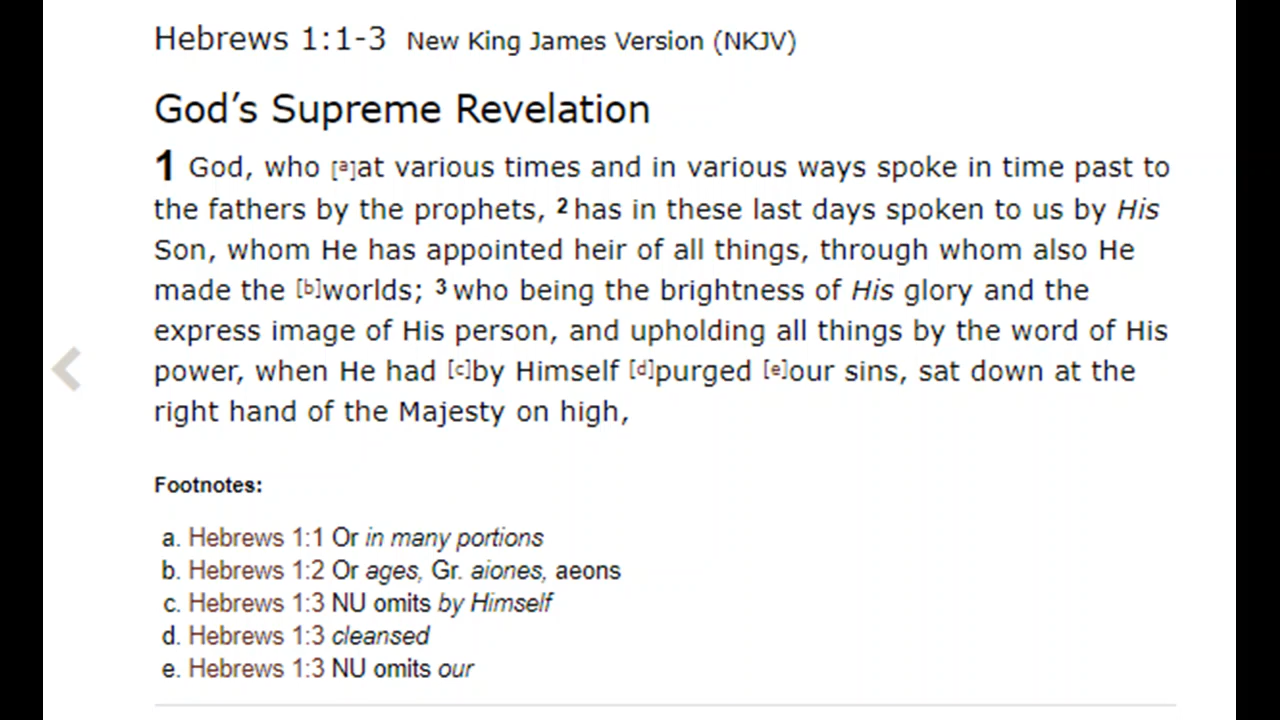 Hebrews 1:1-3 New King James Version (NKJV)
God’s Supreme Revelation
1 God, who [a]at various times and in various ways spoke in time past to
the fathers by the prophets, 2 has in these last days spoken to us by His
Son, whom He has appointed heir of all things, through whom also He
made the [b]worlds; 3 who being the brightness of His glory and the
express image of His person, and upholding all things by the word of His
power, when He had [c]by Himself [d]purged [e]our sins, sat down at the
right hand of the Majesty on high,
Footnotes:
a. Hebrews 1:1 Or in many portions
b. Hebrews 1:2 Or ages, Gr. aiones, aeons
c. Hebrews 1:3 NU omits by Himself
d. Hebrews 1:3 cleansed
e. Hebrews 1:3 NU omits our